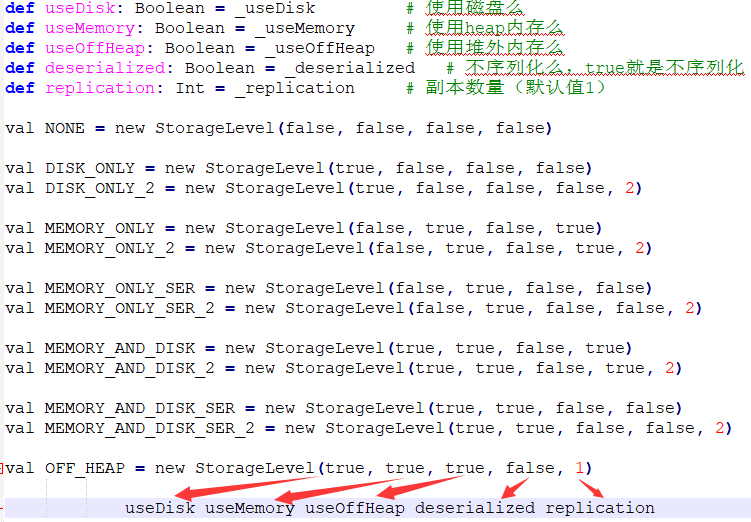 def useDisk: Boolean = _useDisk # 使用磁盘么
def useMemory: Boolean = _useMemory # 使用heap内存么
def useOffHeap: Boolean = _useOffHeap # 使用堆外内存么
def deserialized: Boolean = _deserialized # 不序列化么，true就是不序列化
def replication: Int = _replication # 副本数量（默认值1）
val NONE = new StorageLevel(false, false, false, false)
val DISK_ONLY = new StorageLevel(true, false, false, false)
val DISK_ONLY_2 = new StorageLevel(true, false, false, false, 2)
val MEMORY_ONLY = new StorageLevel(false, true, false, true)
val MEMORY_ONLY_2 = new StorageLevel(false, true, false, true, 2)
val MEMORY_ONLY_SER = new StorageLevel(false, true, false, false)
val MEMORY_ONLY_SER_2 = new StorageLevel(false, true, false, false, 2)
val MEMORY_AND_DISK = new StorageLevel(true, true, false, true)
val MEMORY_AND_DISK_2 = new StorageLevel(true, true, false, true, 2)
val MEMORY_AND_DISK_SER = new StorageLevel(true, true, false, false)
val MEMORY_AND_DISK_SER_2 = new StorageLevel(true, true, false, false, 2)
val OFF_HEAP = new StorageLevel(true, true, true, false, 1)
useDisk useMemory useOffHeap deserialized replication